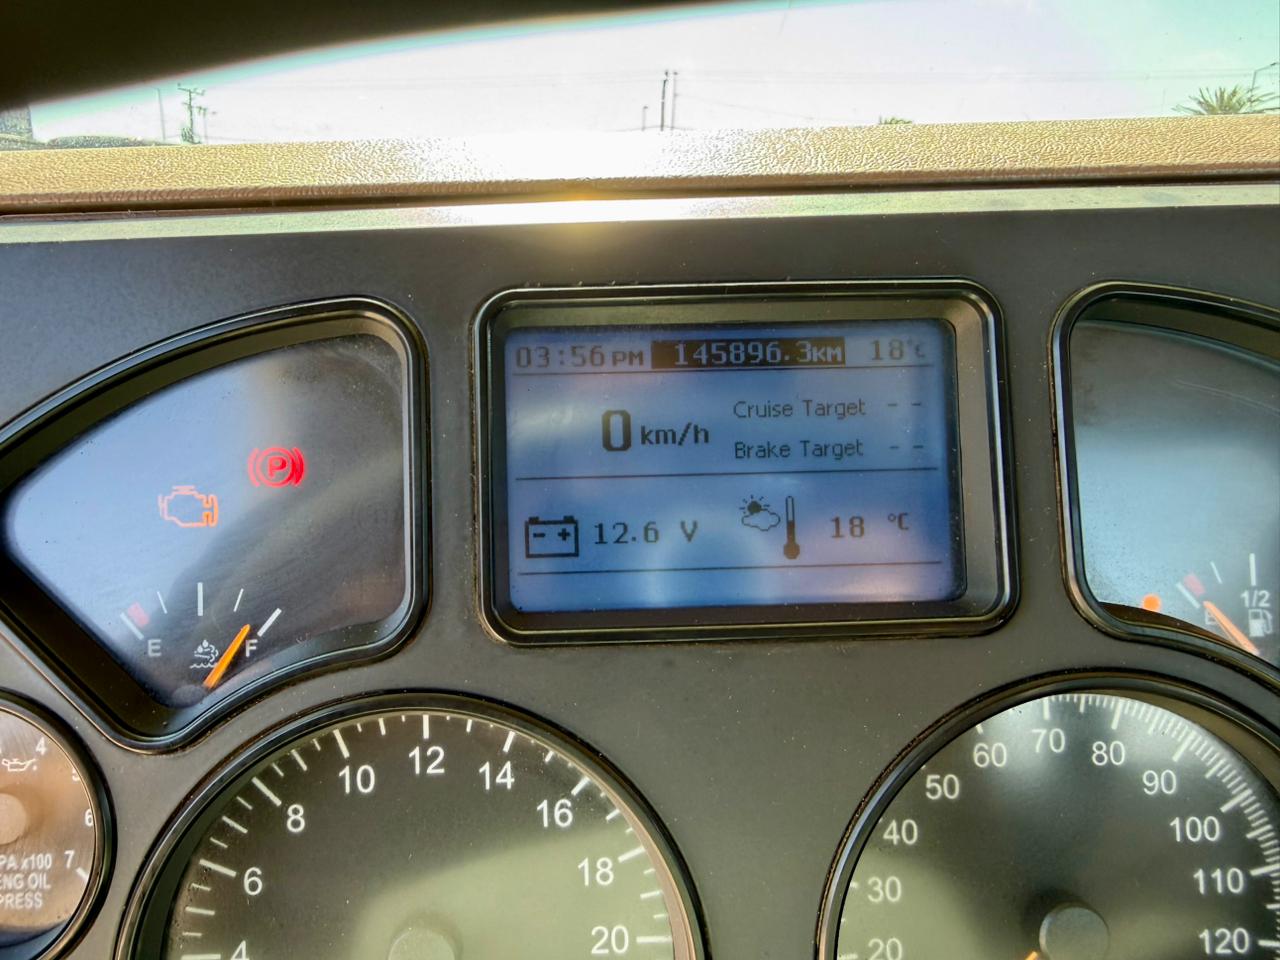 03:56 PM 145896.3KM 18°C
0 km/h
Cruise Target - -
Brake Target - -
12.6 V
18 °C
P
E
F
1/2
4
6
7
PA x100
ENG OIL
PRESS
4
6
8
10
12
14
16
18
20
20
30
40
50
60
70
80
90
100
110
120